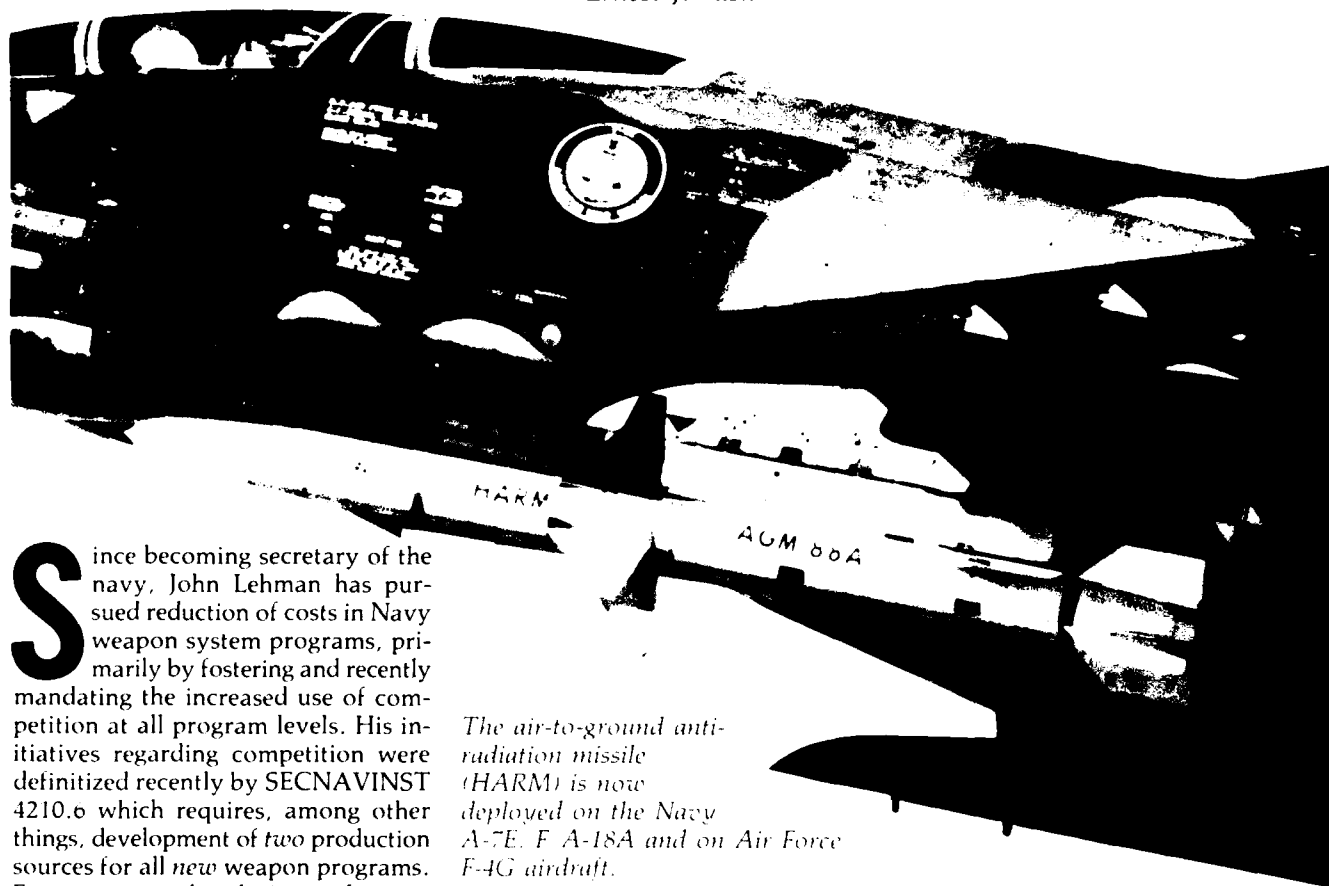 HARM
AGM 88A
Since becoming secretary of the
navy, John Lehman has pur-
sued reduction of costs in Navy
weapon system programs, pri-
marily by fostering and recently
mandating the increased use of com-
petition at all program levels. His in-
itiatives regarding competition were
definitized recently by SECNAVINST
4210.6 which requires, among other
things, development of two production
sources for all new weapon programs.
The air-to-ground anti-
radiation missile
(HARM) is now
deployed on the Navy
A-7E, F A-18A and on Air Force
F-4G airdraft.